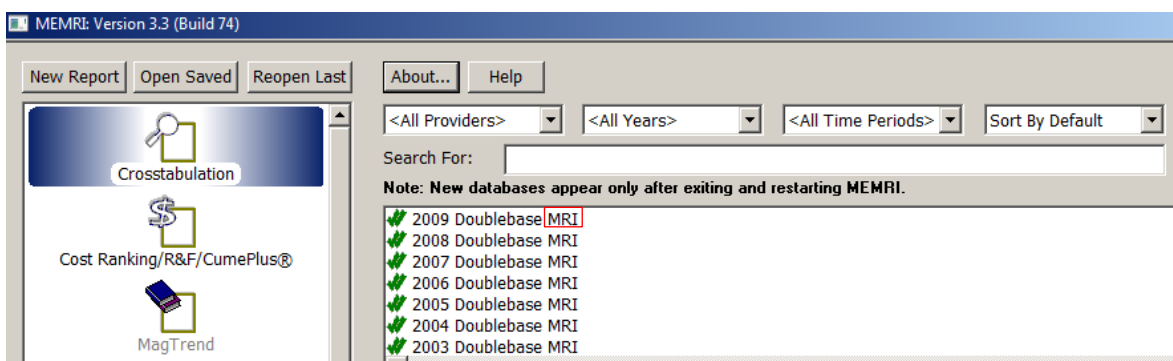 MEMRI: Version 3.3 (Build 74)
New Report Open Saved Reopen Last About... Help
<All Providers> <All Years> <All Time Periods> Sort By Default
Search For:
Note: New databases appear only after exiting and restarting MEMRI.
Crosstabulation
Cost Ranking/R&F/CumePlus®
MagTrend
2009 Doublebase MRI
2008 Doublebase MRI
2007 Doublebase MRI
2006 Doublebase MRI
2005 Doublebase MRI
2004 Doublebase MRI
2003 Doublebase MRI